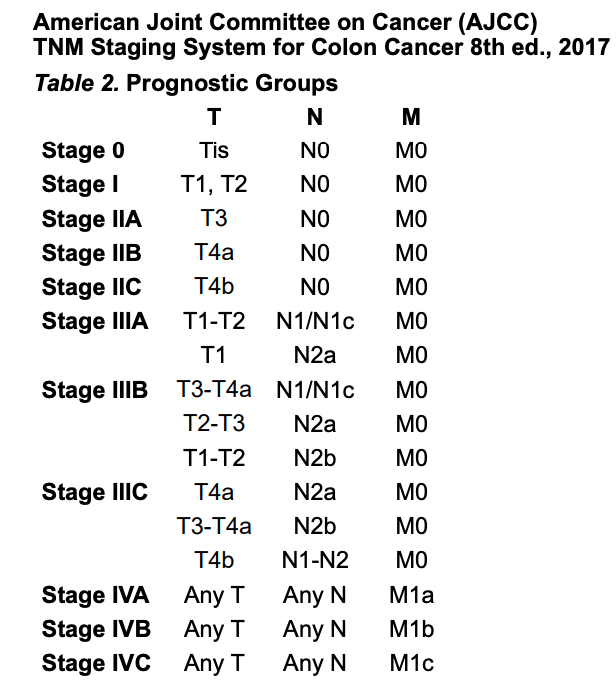 American Joint Committee on Cancer (AJCC)
TNM Staging System for Colon Cancer 8th ed., 2017
Table 2. Prognostic Groups
T N M
Stage 0 Tis N0 M0
Stage I T1, T2 N0 M0
Stage IIA T3 N0 M0
Stage IIB T4a N0 M0
Stage IIC T4b N0 M0
Stage IIIA T1-T2 N1/N1c M0
T1 N2a M0
Stage IIIB T3-T4a N1/N1c M0
T2-T3 N2a M0
T1-T2 N2b M0
Stage IIIC T4a N2a M0
T3-T4a N2b M0
T4b N1-N2 M0
Stage IVA Any T Any N M1a
Stage IVB Any T Any N M1b
Stage IVC Any T Any N M1c